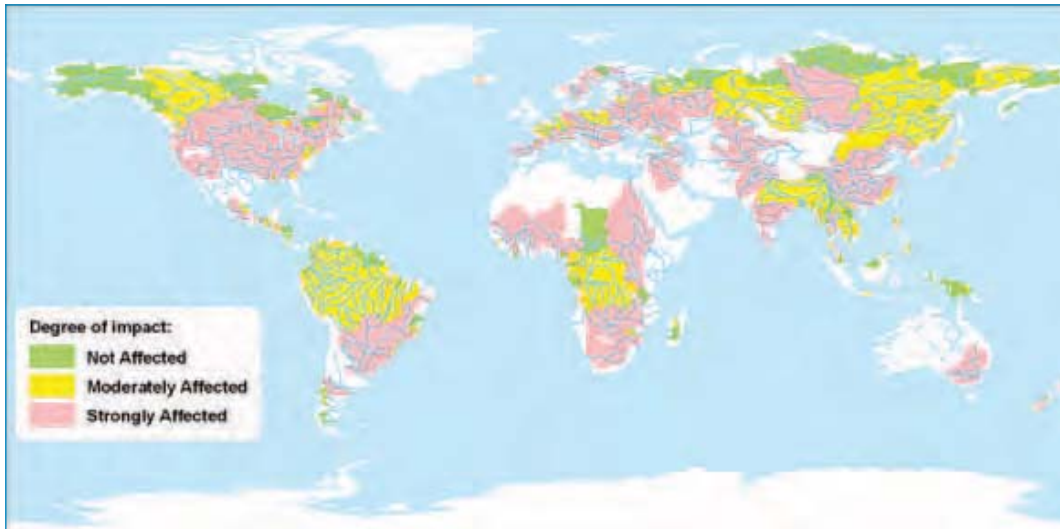 Degree of impact:
Not Affected
Moderately Affected
Strongly Affected